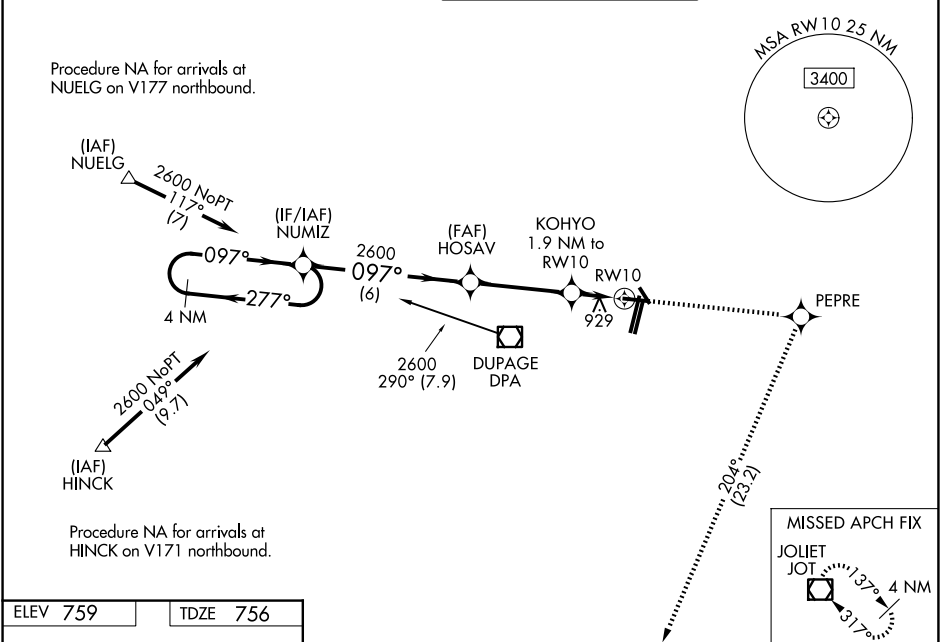 MSA RW10 25 NM
3400
Procedure NA for arrivals at
NUELG on V177 northbound.
(IAF)
NUELG
2600 NoPT
117°
(7)
(IF/IAF)
NUMIZ
097°
277°
4 NM
2600
097°
(6)
(FAF)
HOSAV
KOHYO
1.9 NM to
RW10
RW10
929
PEPRE
DUPAGE
DPA
2600
290° (7.9)
2600 NoPT
049°
(9.7)
(IAF)
HINCK
204°
(23.2)
Procedure NA for arrivals at
HINCK on V171 northbound.
MISSED APCH FIX
JOLIET
JOT
137°
4 NM
317°
ELEV 759
TDZE 756